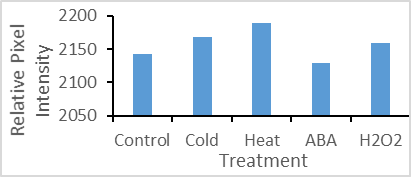 Relative Pixel
Intensity
2200
2150
2100
2050
Control Cold Heat ABA H2O2
Treatment